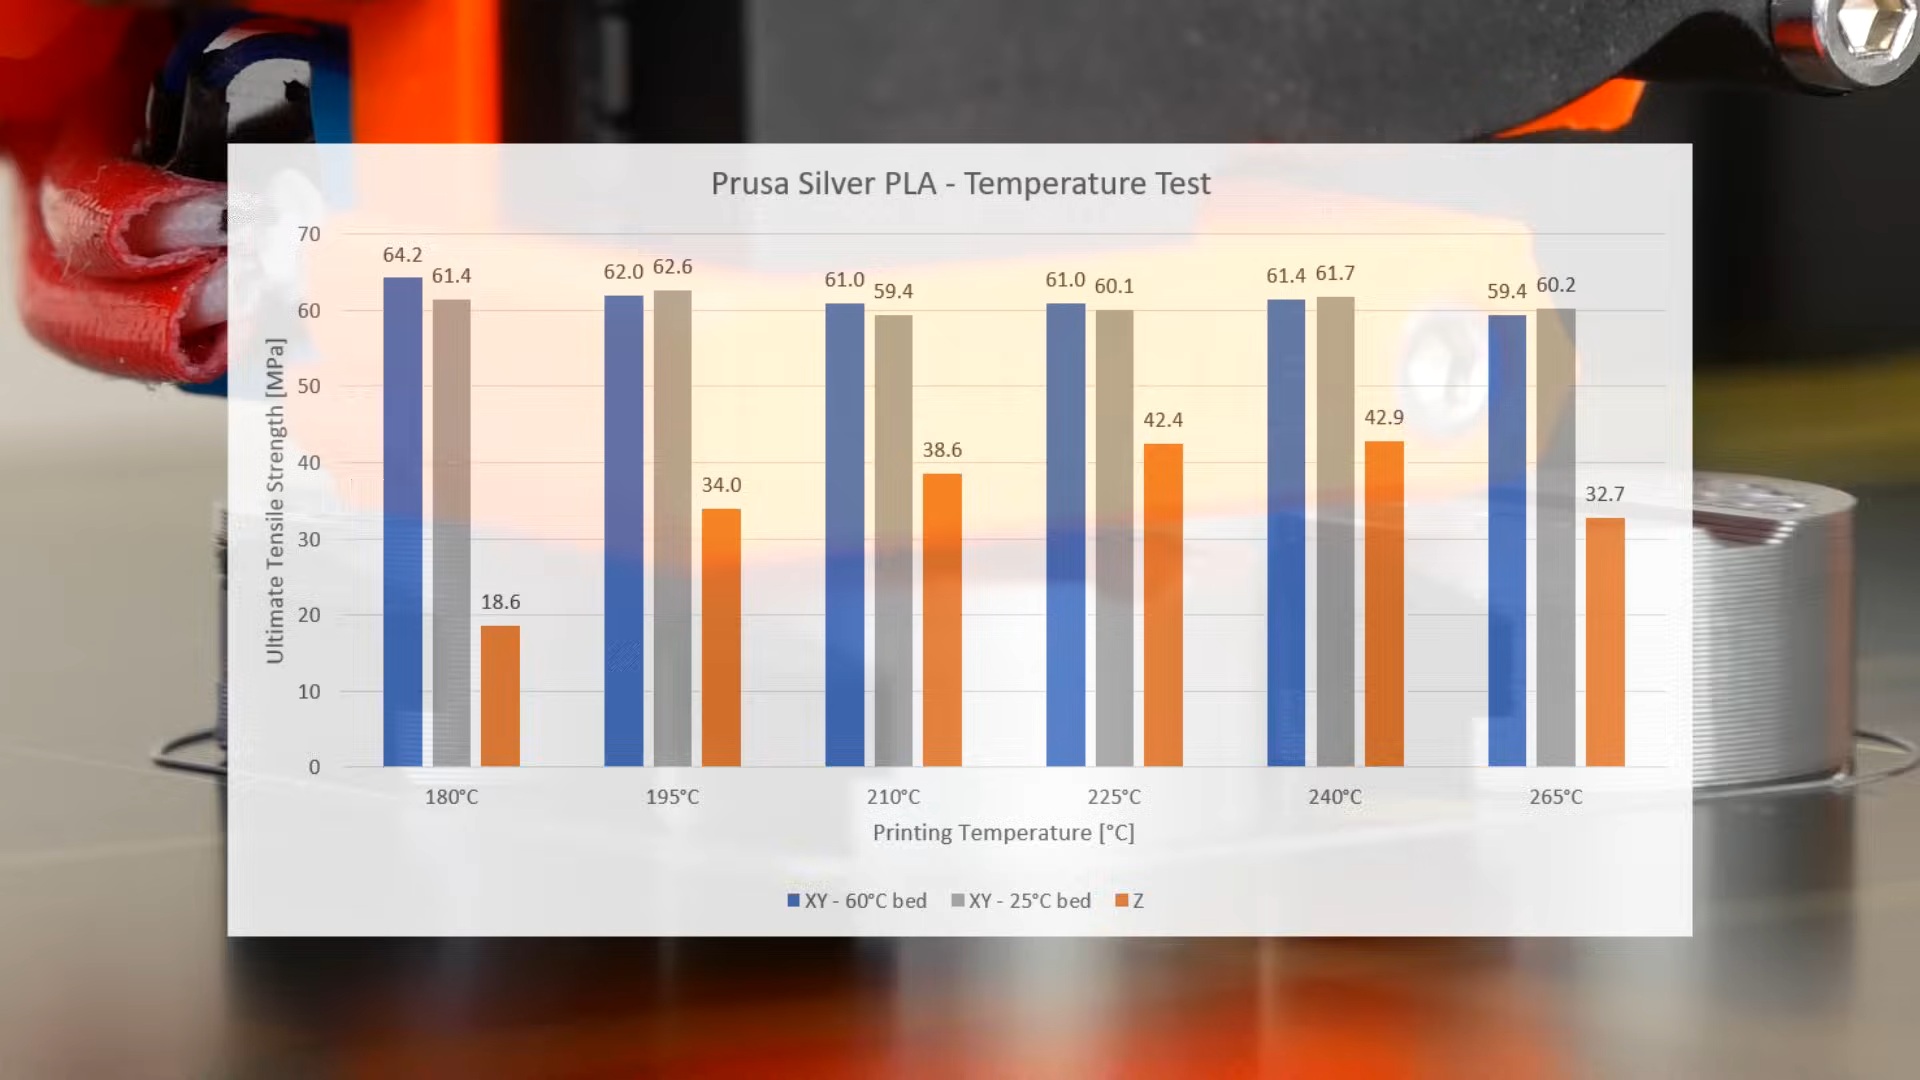 Prusa Silver PLA - Temperature Test
Ultimate Tensile Strength [MPa]
70
60
50
40
30
20
10
0
64.2
61.4
18.6
62.0
62.6
34.0
61.0
59.4
38.6
61.0
60.1
42.4
61.4
61.7
42.9
59.4
60.2
32.7
180°C
195°C
210°C
225°C
240°C
265°C
Printing Temperature [°C]
XY - 60°C bed
XY - 25°C bed
Z